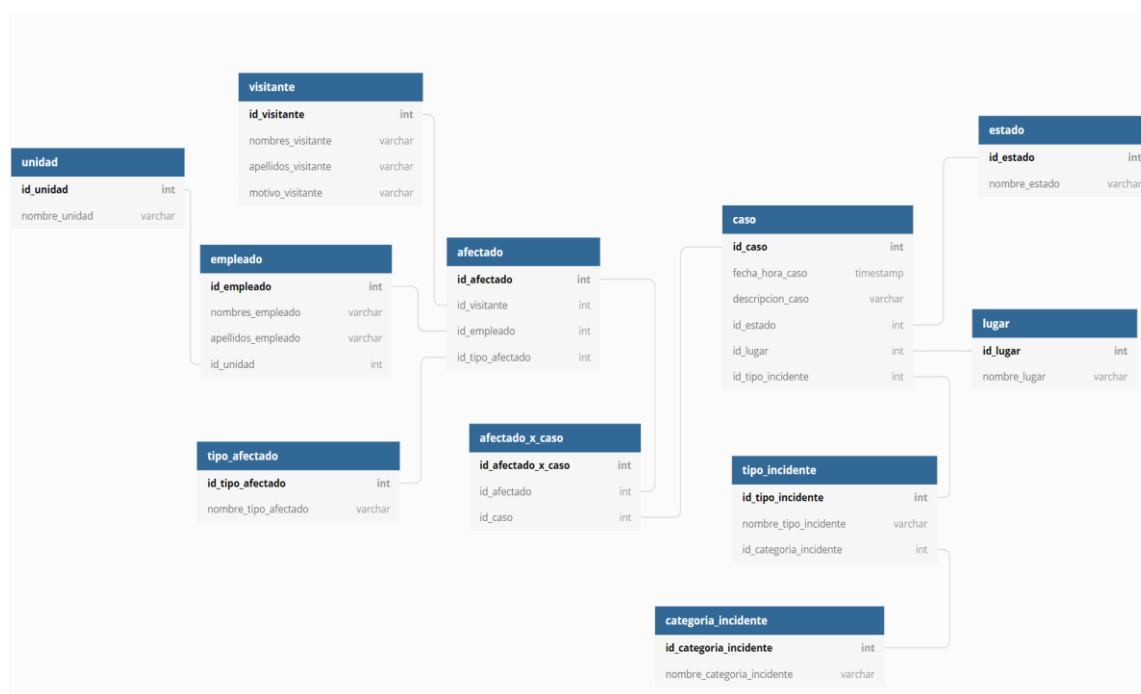 visitante
id_visitante int
nombres_visitante varchar
apellidos_visitante varchar
motivo_visitante varchar
unidad
id_unidad int
nombre_unidad varchar
empleado
id_empleado int
nombres_empleado varchar
apellidos_empleado varchar
id_unidad int
afectado
id_afectado int
id_visitante int
id_empleado int
id_tipo_afectado int
tipo_afectado
id_tipo_afectado int
nombre_tipo_afectado varchar
afectado_x_caso
id_afectado_x_caso int
id_afectado int
id_caso int
caso
id_caso int
fecha_hora_caso timestamp
descripcion_caso varchar
id_estado int
id_lugar int
id_tipo_incidente int
estado
id_estado int
nombre_estado varchar
lugar
id_lugar int
nombre_lugar varchar
tipo_incidente
id_tipo_incidente int
nombre_tipo_incidente varchar
id_categoria_incidente int
categoria_incidente
id_categoria_incidente int
nombre_categoria_incidente varchar